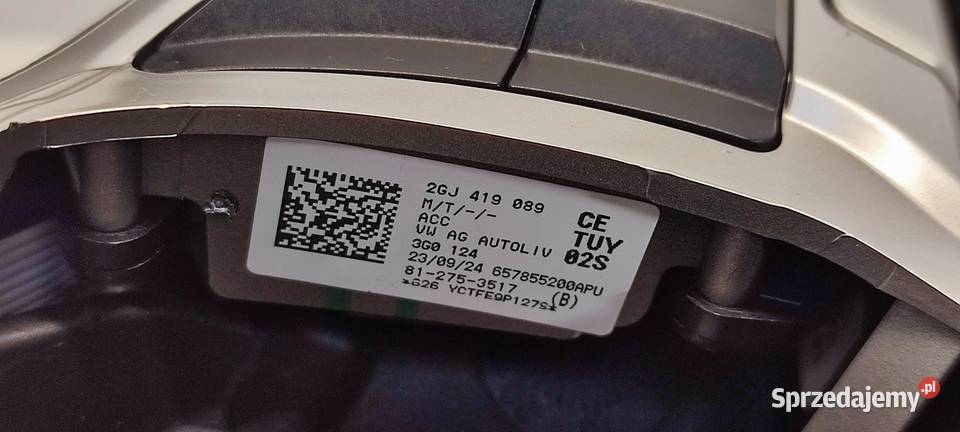 2GJ 419 089
M/T/-/-
ACC
VW AG AUTOLIV
3G0 124
23/09/24 657855200APU
81-275-3517 (B)
*G26 YCTFE9P127S*
CE
TUY
02S
Sprzedajemy.pl